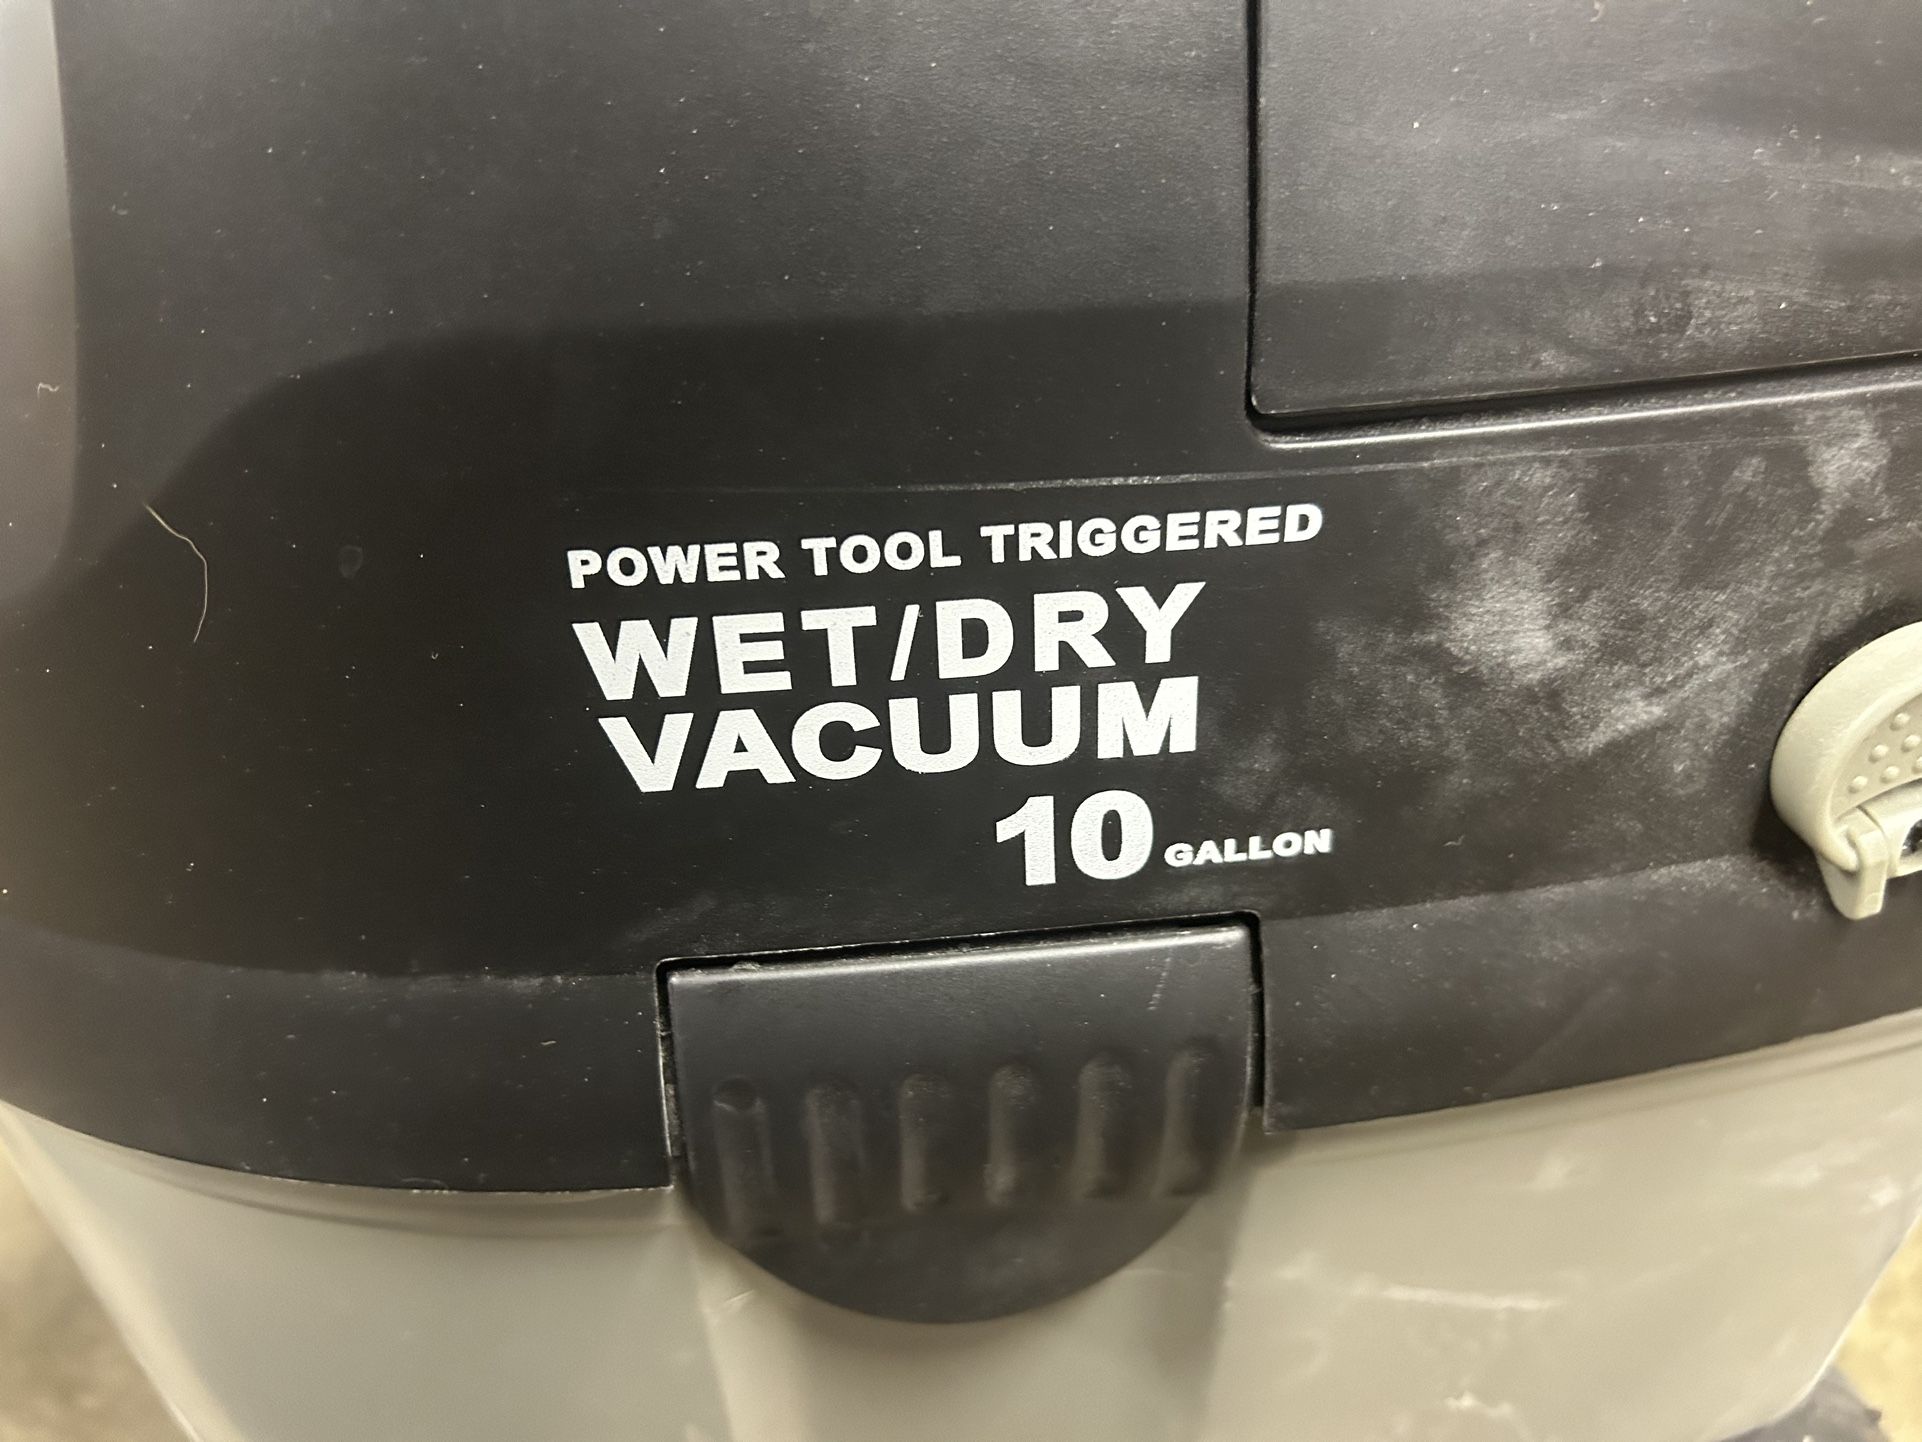 POWER TOOL TRIGGERED
WET/DRY
VACUUM
10 GALLON